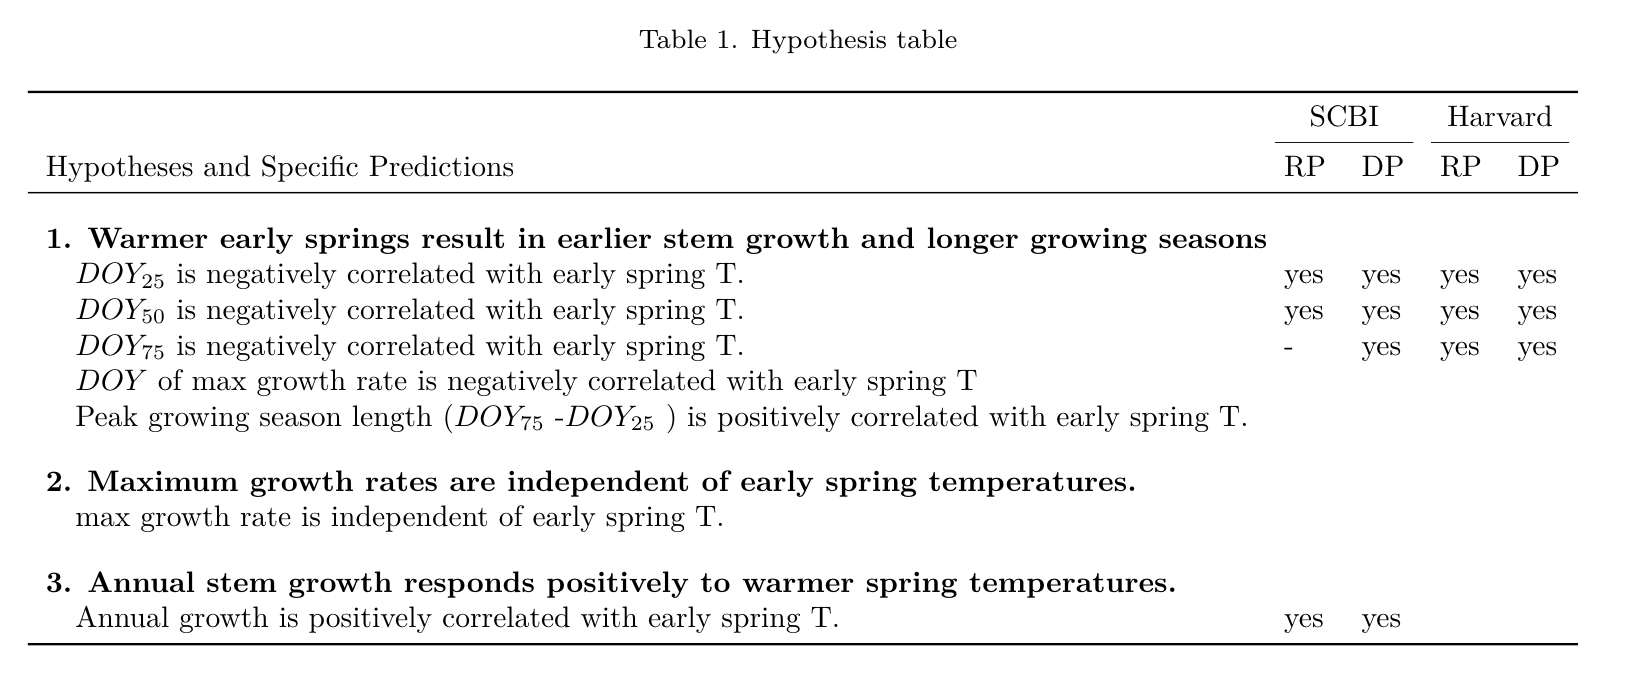 Table 1. Hypothesis table
SCBI Harvard
Hypotheses and Specific Predictions RP DP RP DP
1. Warmer early springs result in earlier stem growth and longer growing seasons
DOY25 is negatively correlated with early spring T. yes yes yes yes
DOY50 is negatively correlated with early spring T. yes yes yes yes
DOY75 is negatively correlated with early spring T. - yes yes yes
DOY of max growth rate is negatively correlated with early spring T
Peak growing season length (DOY75 -DOY25 ) is positively correlated with early spring T.
2. Maximum growth rates are independent of early spring temperatures.
max growth rate is independent of early spring T.
3. Annual stem growth responds positively to warmer spring temperatures.
Annual growth is positively correlated with early spring T. yes yes